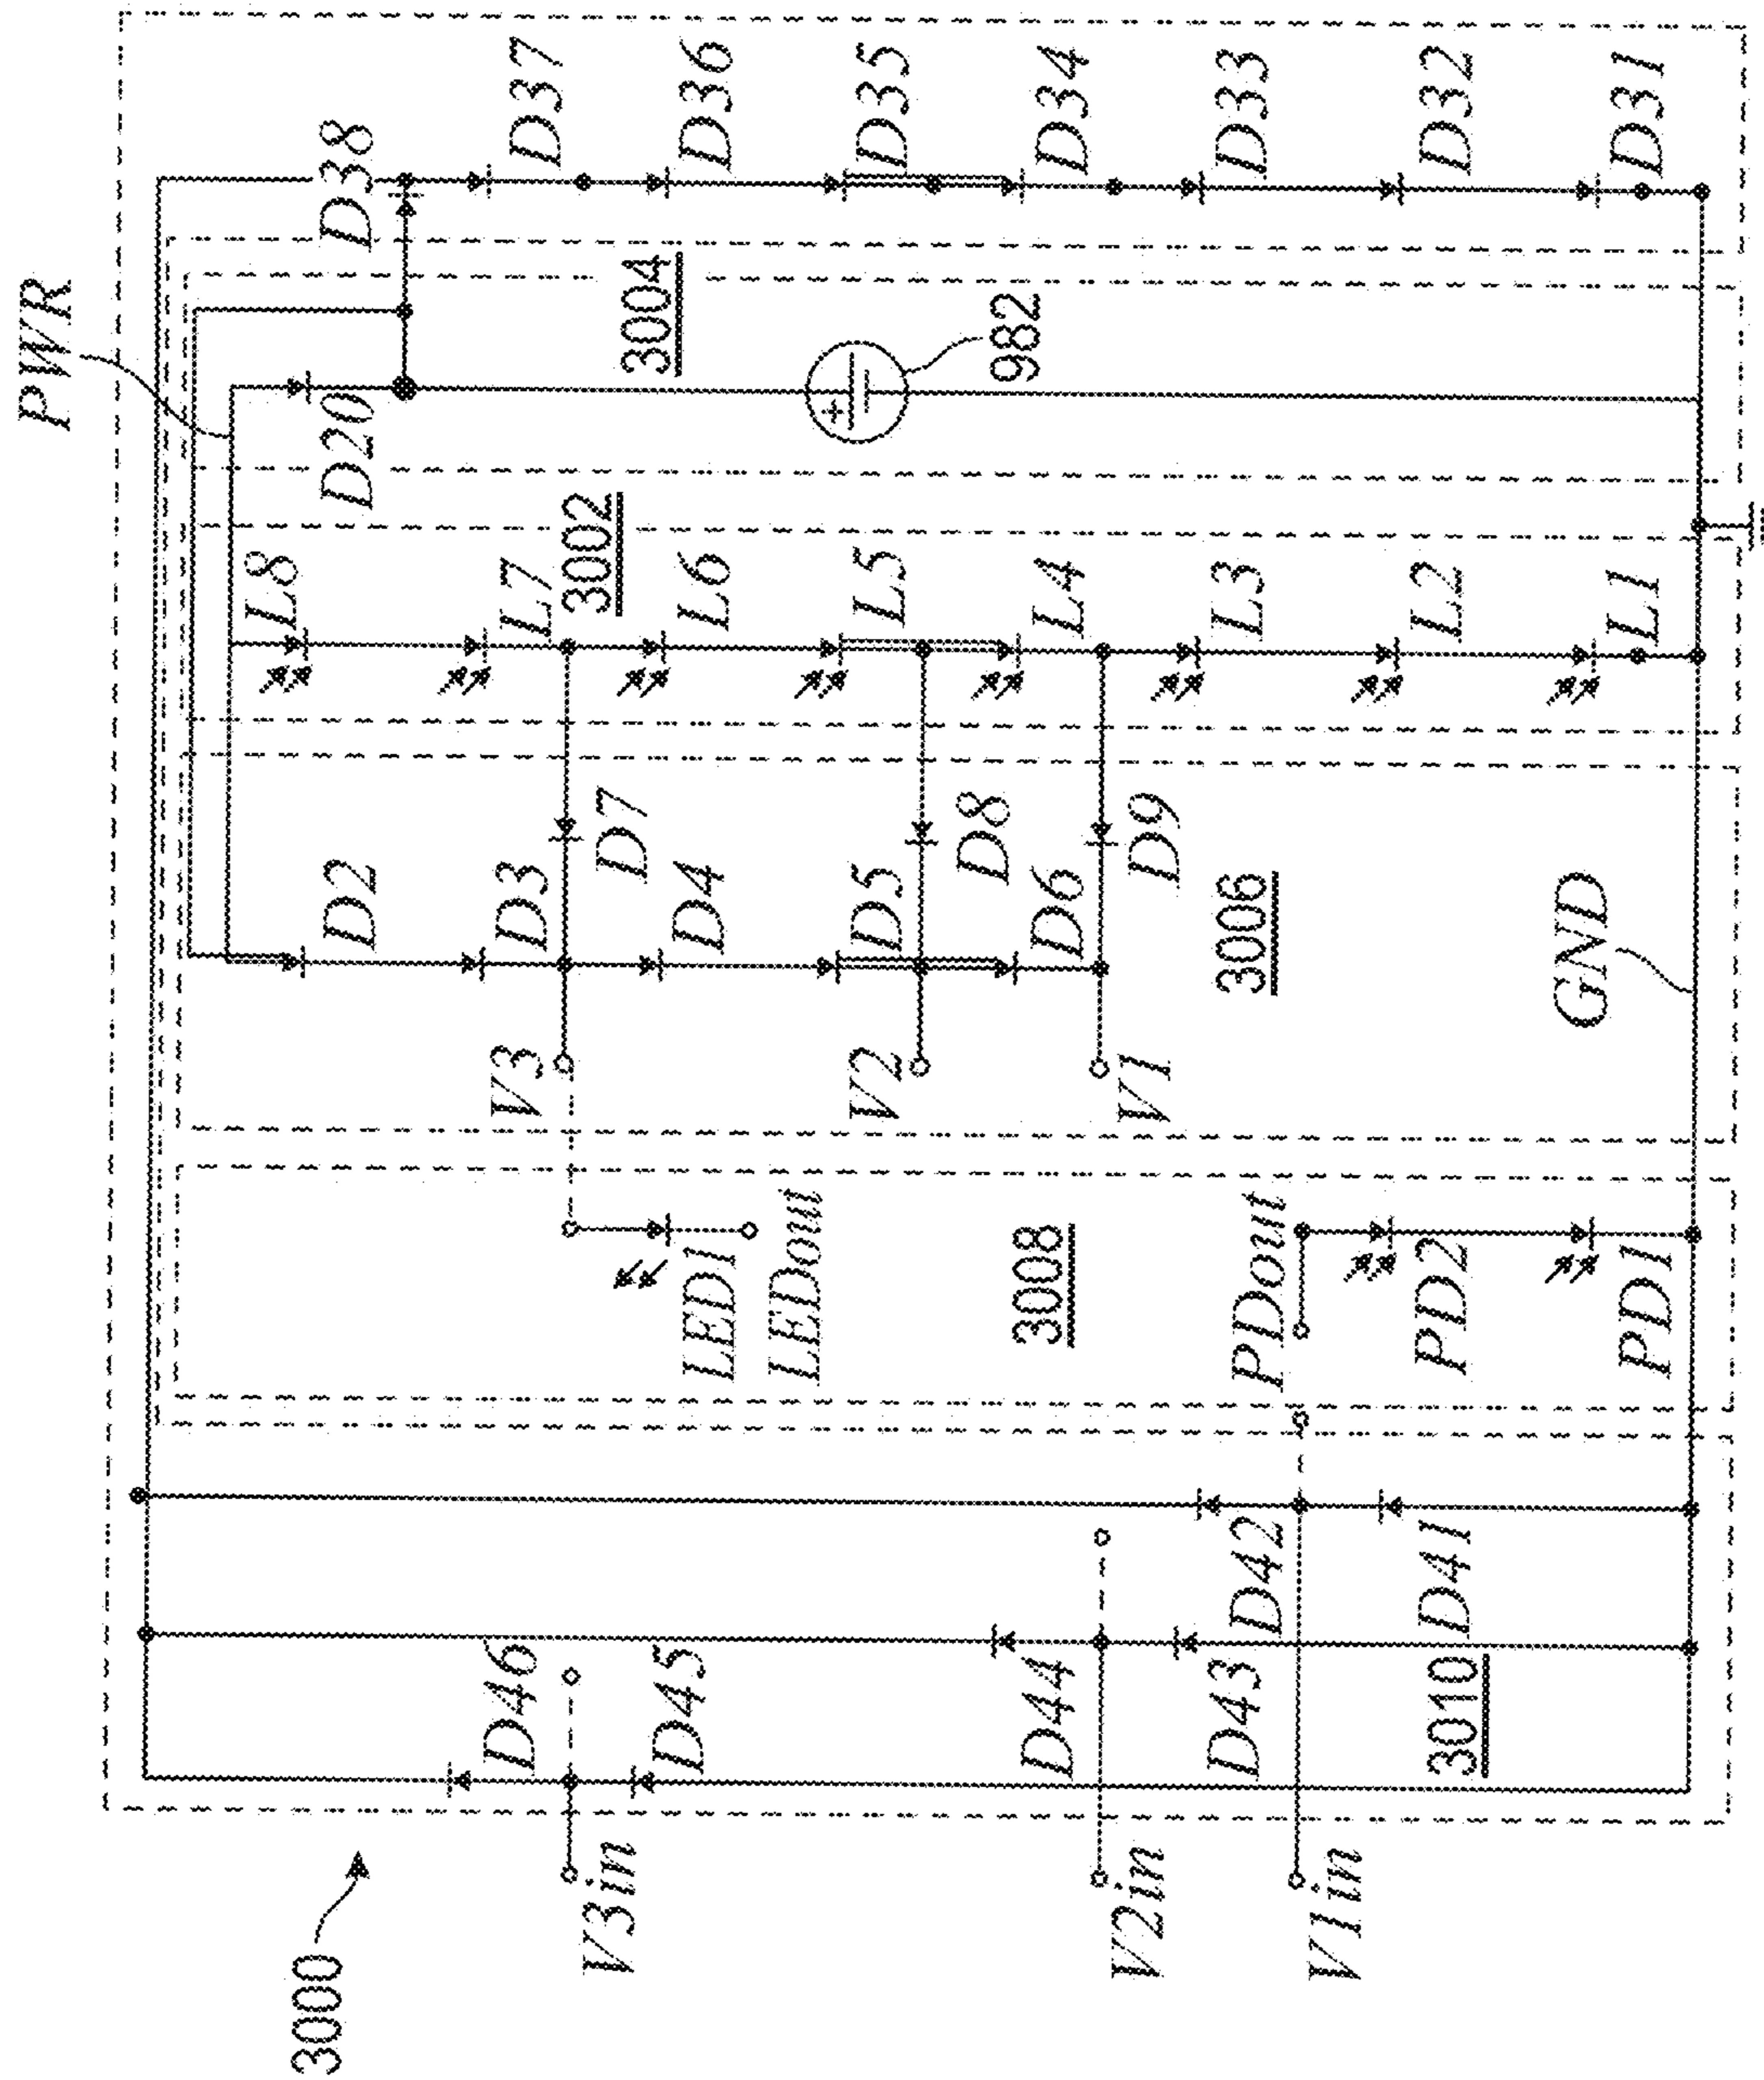 PWR
D38
D37
D36
D35
D34
D33
D32
D31
3004
982
D20
L8
L7
3002
L6
L5
L4
L3
L2
L1
D7
D8
D9
D2
D3
D4
D5
D6
3006
GND
V3
V2
V1
LED1
LEDout
3008
PDout
PD2
PD1
D46
D45
D44
D43
D42
D41
3010
V3in
V2in
V1in
3000